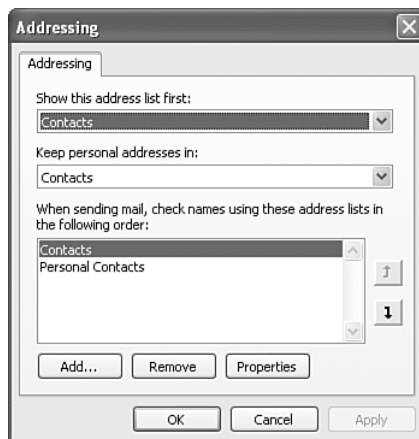 Addressing
Addressing
Show this address list first:
Contacts
Keep personal addresses in:
Contacts
When sending mail, check names using these address lists in
the following order:
Contacts
Personal Contacts
Add... Remove Properties
OK Cancel Apply